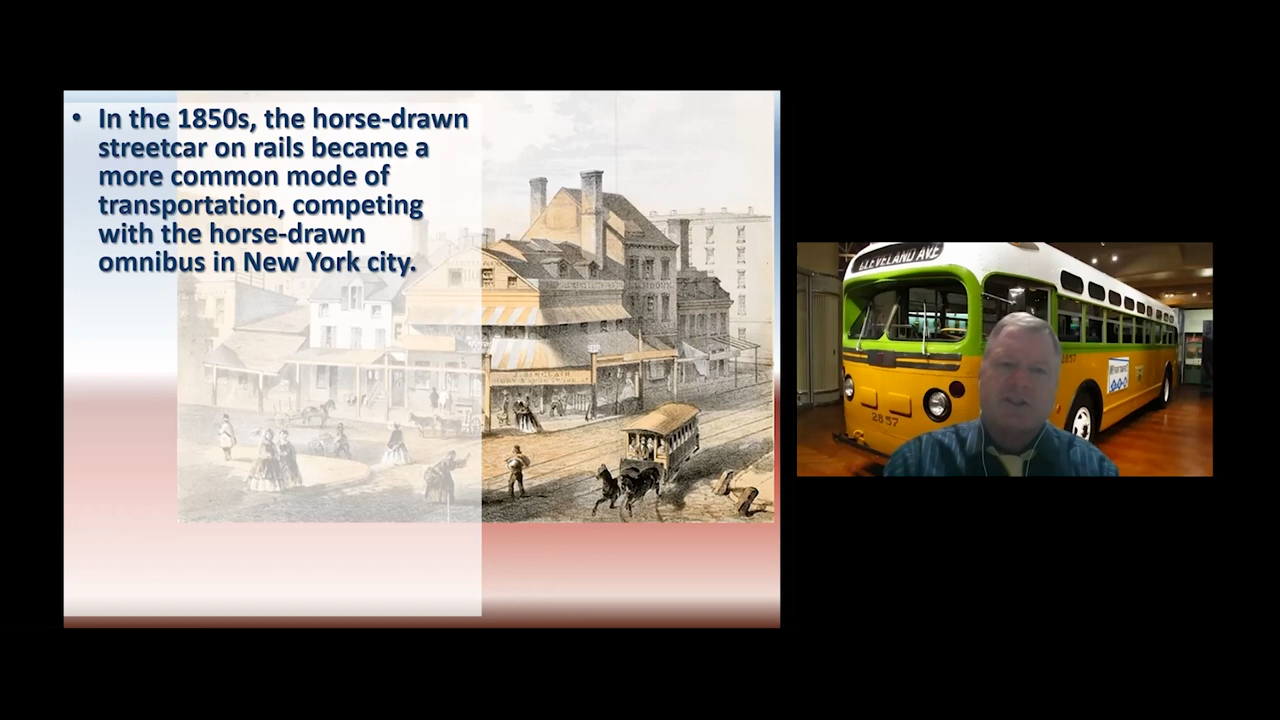 • In the 1850s, the horse-drawn
streetcar on rails became a
more common mode of
transportation, competing
with the horse-drawn
omnibus in New York city.
CLEVELAND AVE
2857
2857